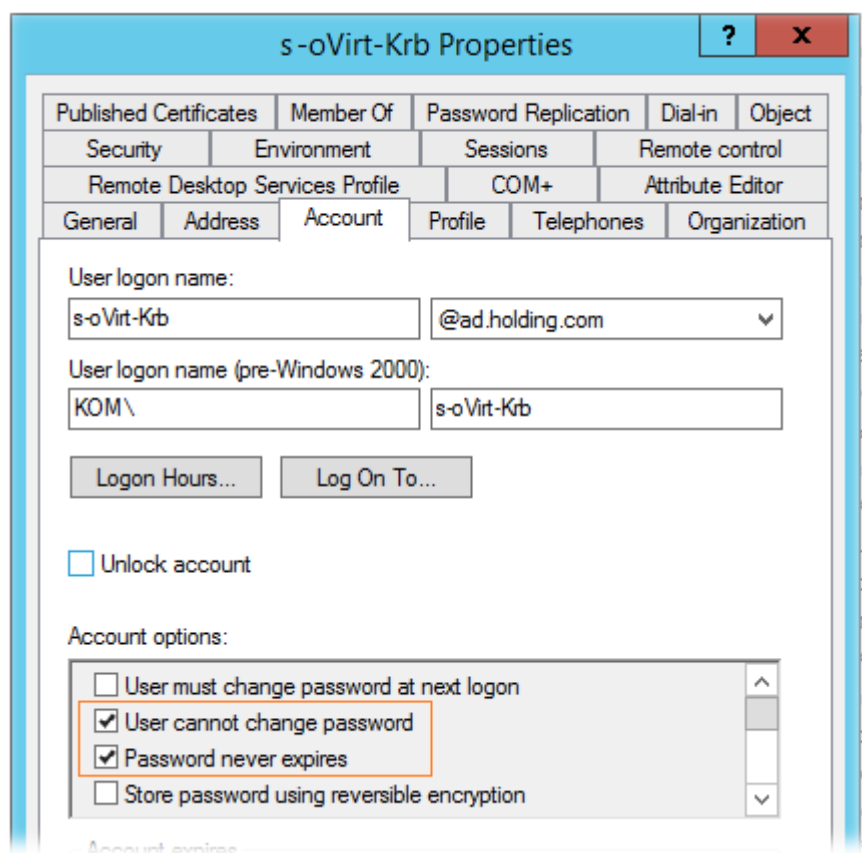 s-oVirt-Krb Properties ? x
Published Certificates Member Of Password Replication Dial-in Object
Security Environment Sessions Remote control
Remote Desktop Services Profile COM+ Attribute Editor
General Address Account Profile Telephones Organization
User logon name:
s-oVirt-Krb @ad.holding.com
User logon name (pre-Windows 2000):
KOM\ s-oVirt-Krb
Logon Hours... Log On To...
Unlock account
Account options:
User must change password at next logon
User cannot change password
Password never expires
Store password using reversible encryption
Account expires